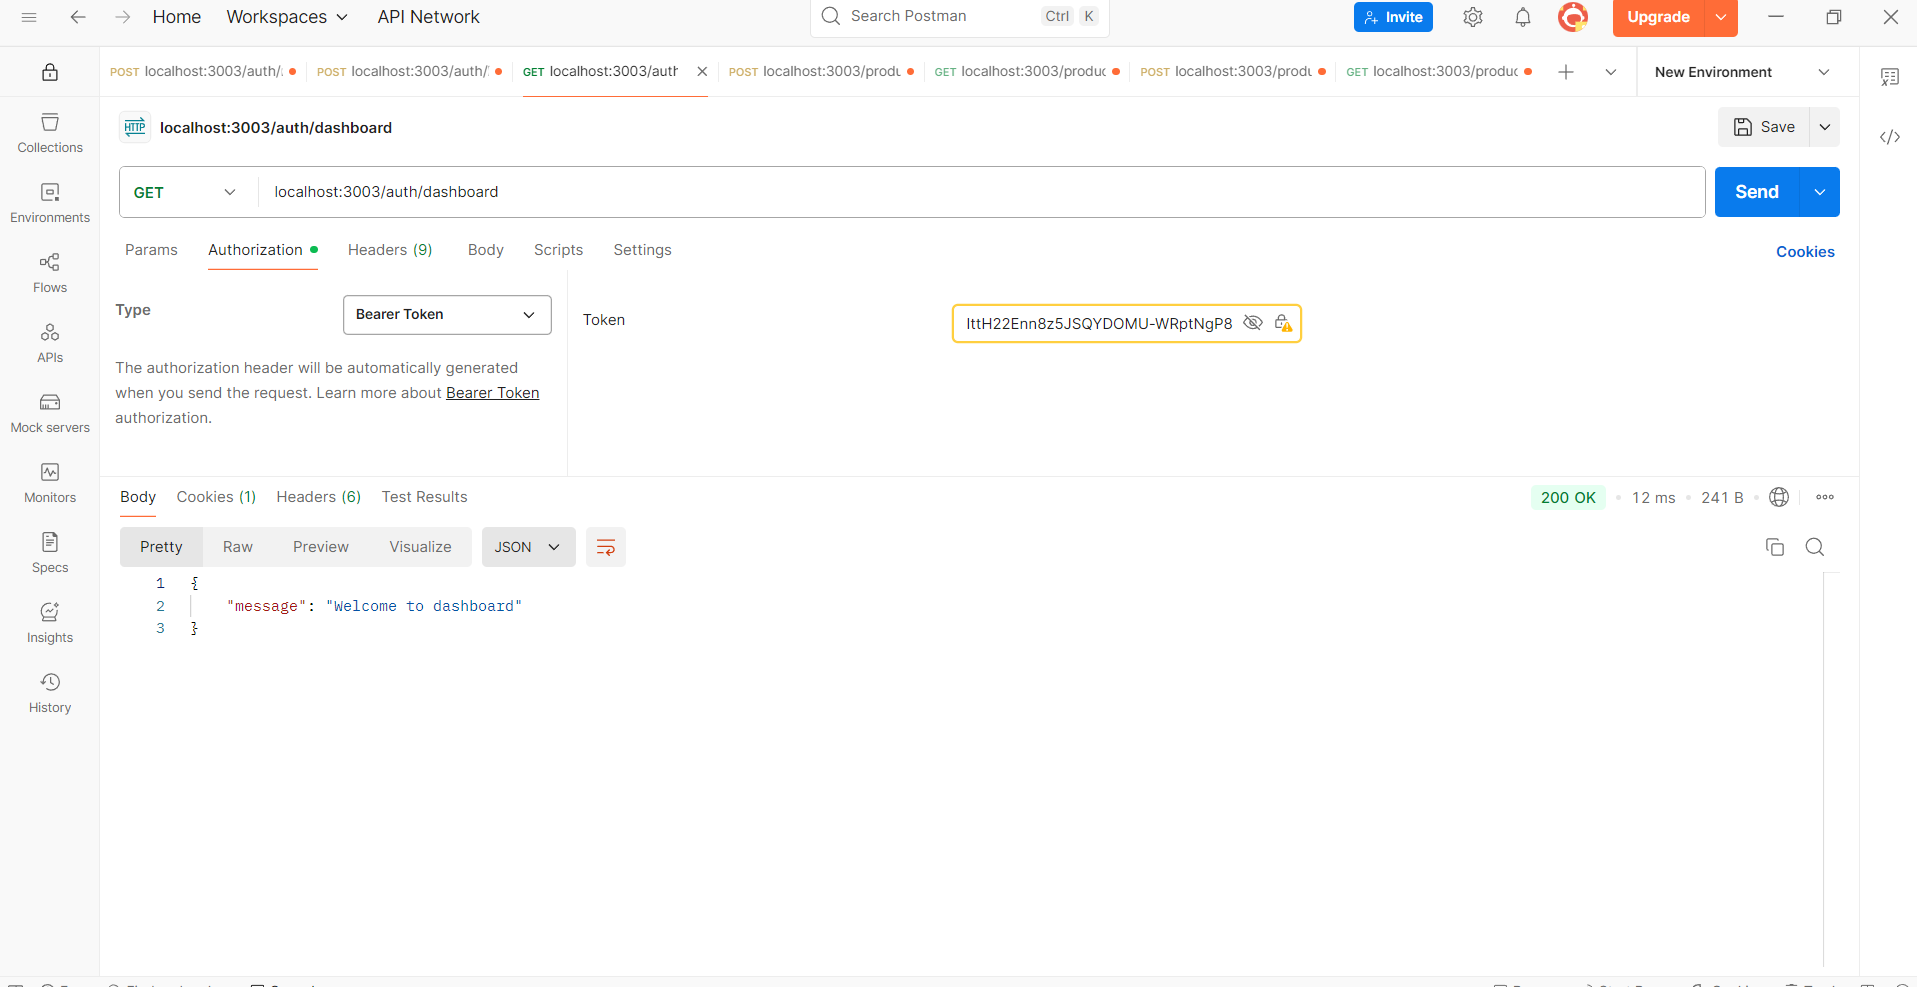 Home Workspaces API Network Search Postman Ctrl K Invite Upgrade
POST localhost:3003/auth/ POST localhost:3003/auth/ GET localhost:3003/auth POST localhost:3003/produ GET localhost:3003/produc POST localhost:3003/produ GET localhost:3003/produc New Environment
HTTP localhost:3003/auth/dashboard Save
Collections
GET localhost:3003/auth/dashboard Send
Environments
Params Authorization Headers (9) Body Scripts Settings Cookies
Flows
Type Bearer Token Token IttH22Enn8z5JSQYDOMU-WRptNgP8
APIs
The authorization header will be automatically generated
when you send the request. Learn more about Bearer Token
authorization.
Mock servers
Monitors
Body Cookies (1) Headers (6) Test Results 200 OK 12 ms 241 B
Pretty Raw Preview Visualize JSON
Specs
1 {
2 "message": "Welcome to dashboard"
3 }
Insights
History